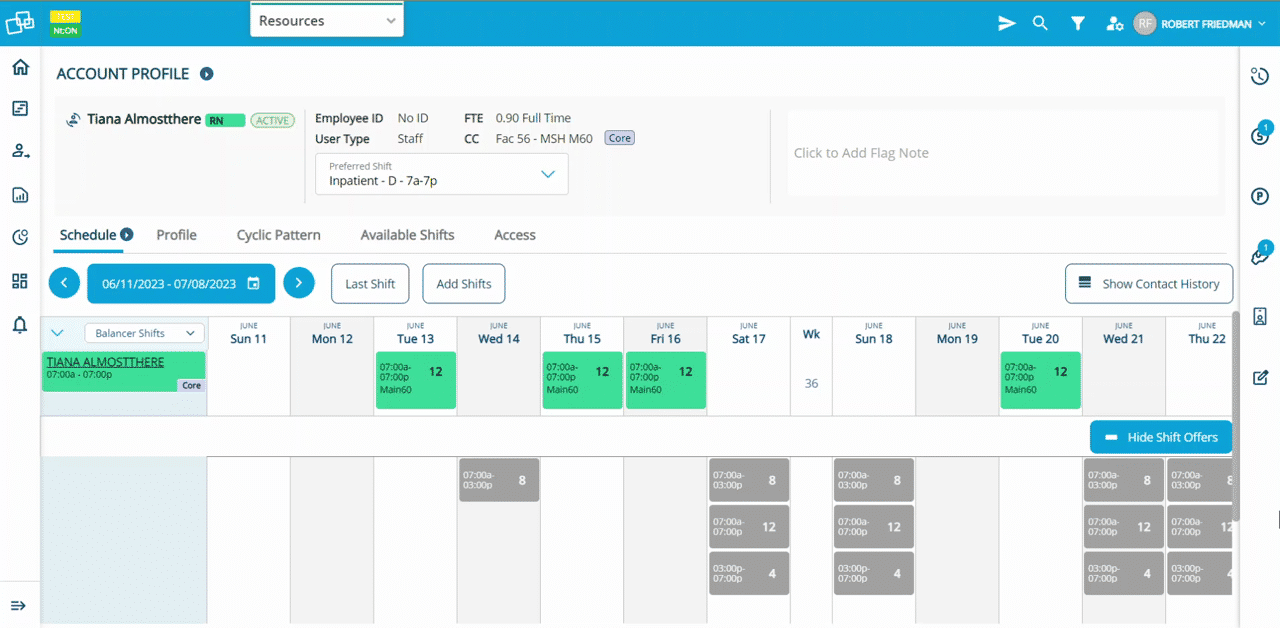 TEST
Nt:ON
Resources
RF
ROBERT FRIEDMAN
ACCOUNT PROFILE
Tiana Almostthere RN ACTIVE
Employee ID No ID FTE 0.90 Full Time
User Type Staff CC Fac 56 - MSH M60 Core
Preferred Shift
Inpatient - D - 7a-7p
Click to Add Flag Note
1
S
P
1
Schedule Profile Cyclic Pattern Available Shifts Access
06/11/2023 - 07/08/2023 Last Shift Add Shifts Show Contact History
Balancer Shifts
JUNE JUNE JUNE JUNE JUNE JUNE JUNE JUNE JUNE JUNE JUNE JUNE
Sun 11 Mon 12 Tue 13 Wed 14 Thu 15 Fri 16 Sat 17 Wk Sun 18 Mon 19 Tue 20 Wed 21 Thu 22
TIANA ALMOSTTHERE
07:00a - 07:00p
Core
07:00a-
07:00p 12
Main60
07:00a-
07:00p 12
Main60
07:00a-
07:00p 12
Main60
36
07:00a-
07:00p 12
Main60
Hide Shift Offers
07:00a-
03:00p 8
07:00a-
03:00p 8
07:00a-
03:00p 8
07:00a-
03:00p 8
07:00a-
03:00p 8
07:00a-
07:00p 12
07:00a-
07:00p 12
07:00a-
07:00p 12
07:00a-
07:00p 12
03:00p-
07:00p 4
03:00p-
07:00p 4
03:00p-
07:00p 4
03:00p-
07:00p 4